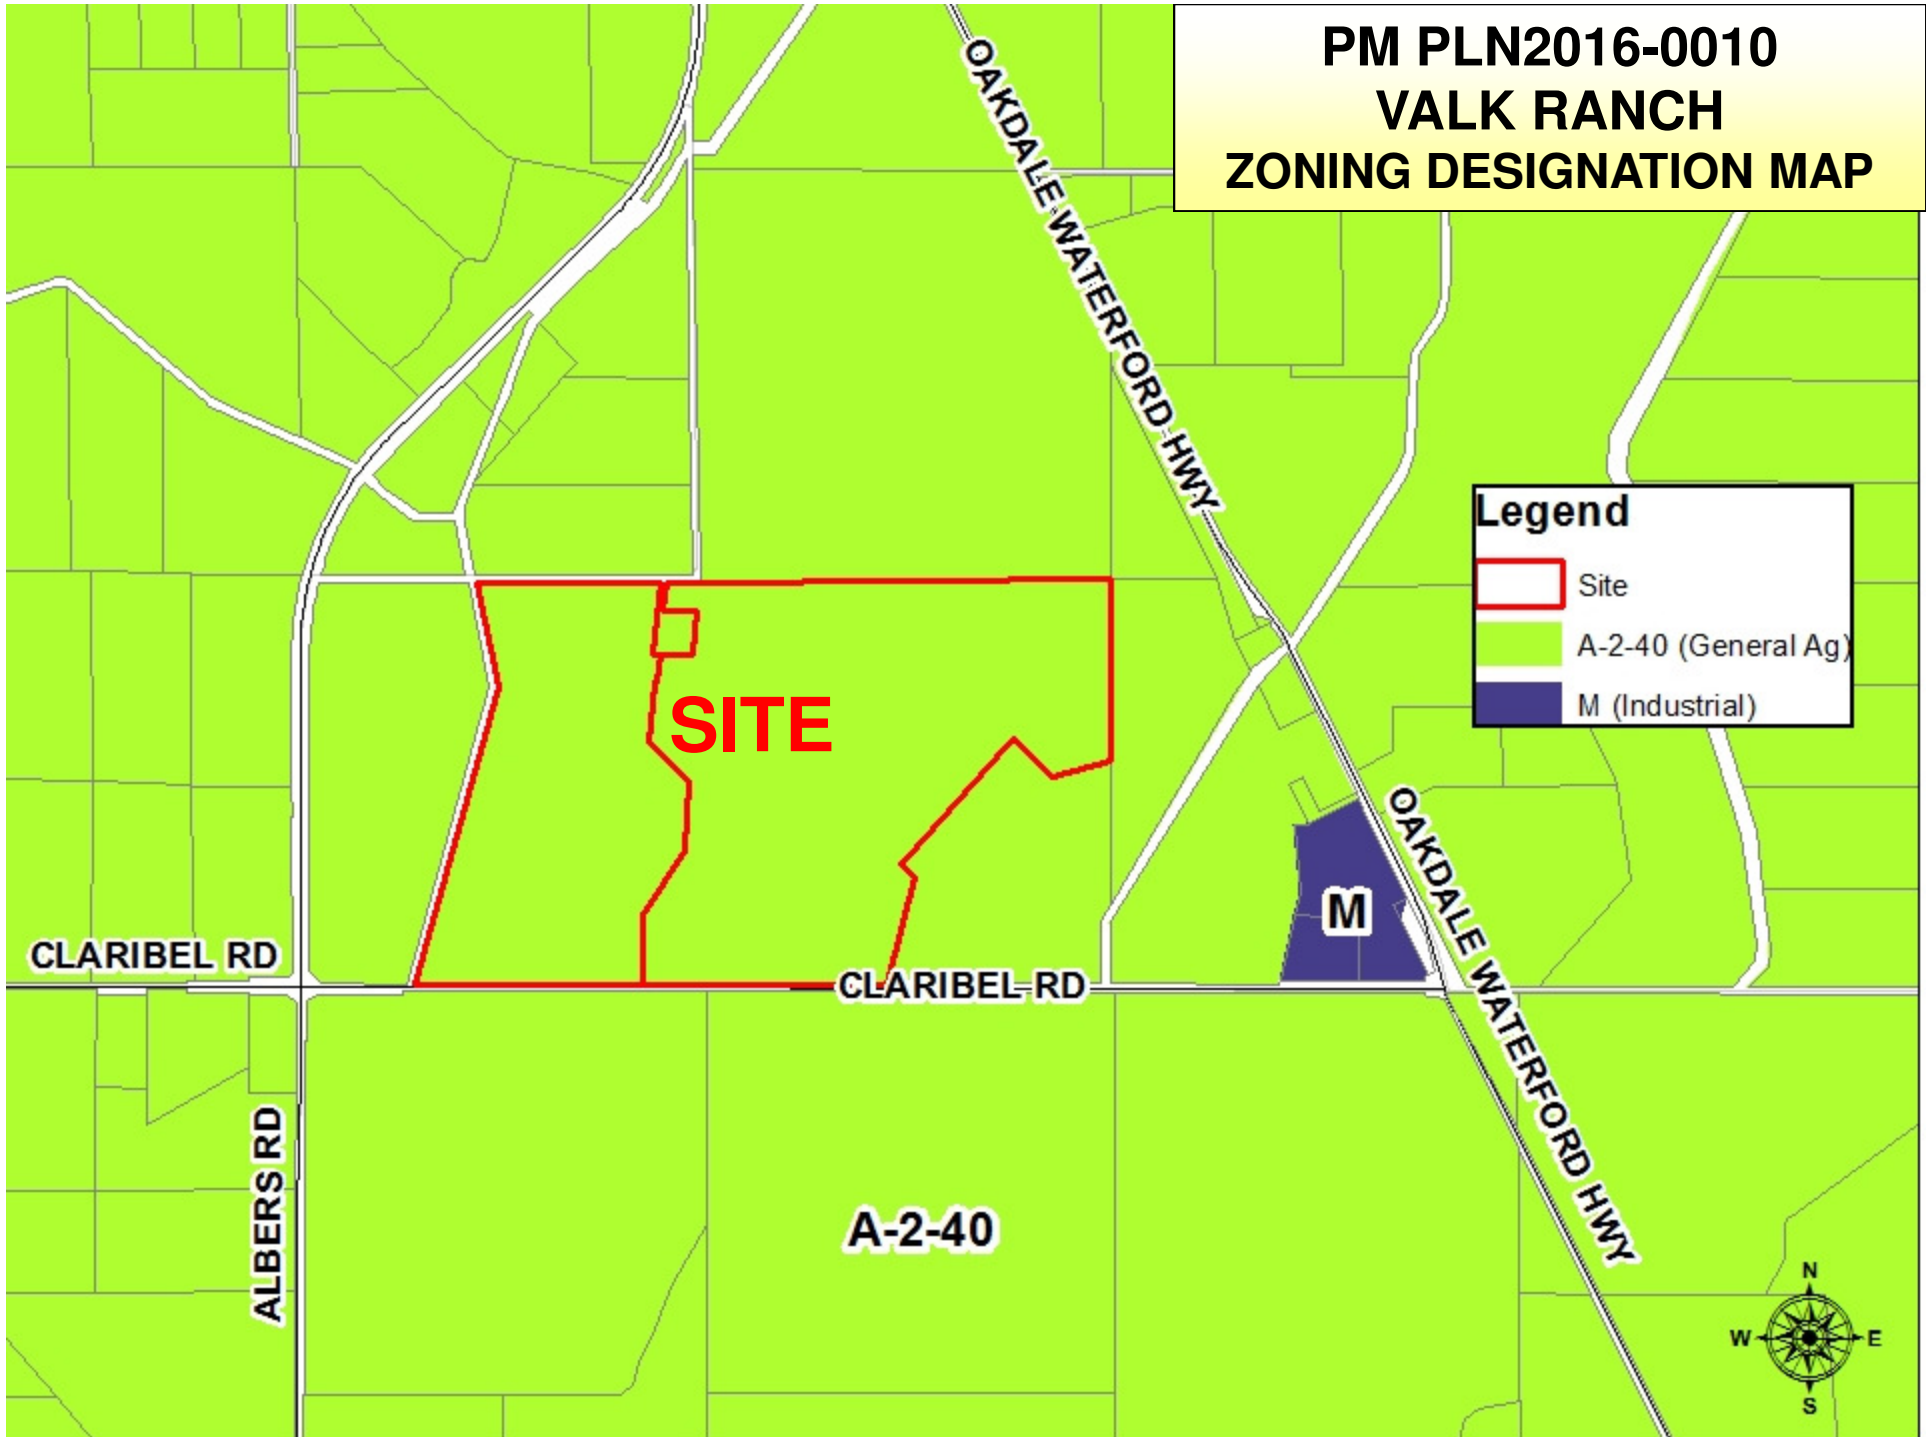 PM PLN2016-0010
VALK RANCH
ZONING DESIGNATION MAP
OAKDALE WATERFORD HWY
Legend
Site
A-2-40 (General Ag)
M (Industrial)
SITE
OAKDALE WATERFORD HWY
M
CLARIBEL RD
CLARIBEL RD
ALBERS RD
A-2-40
N
W E
S